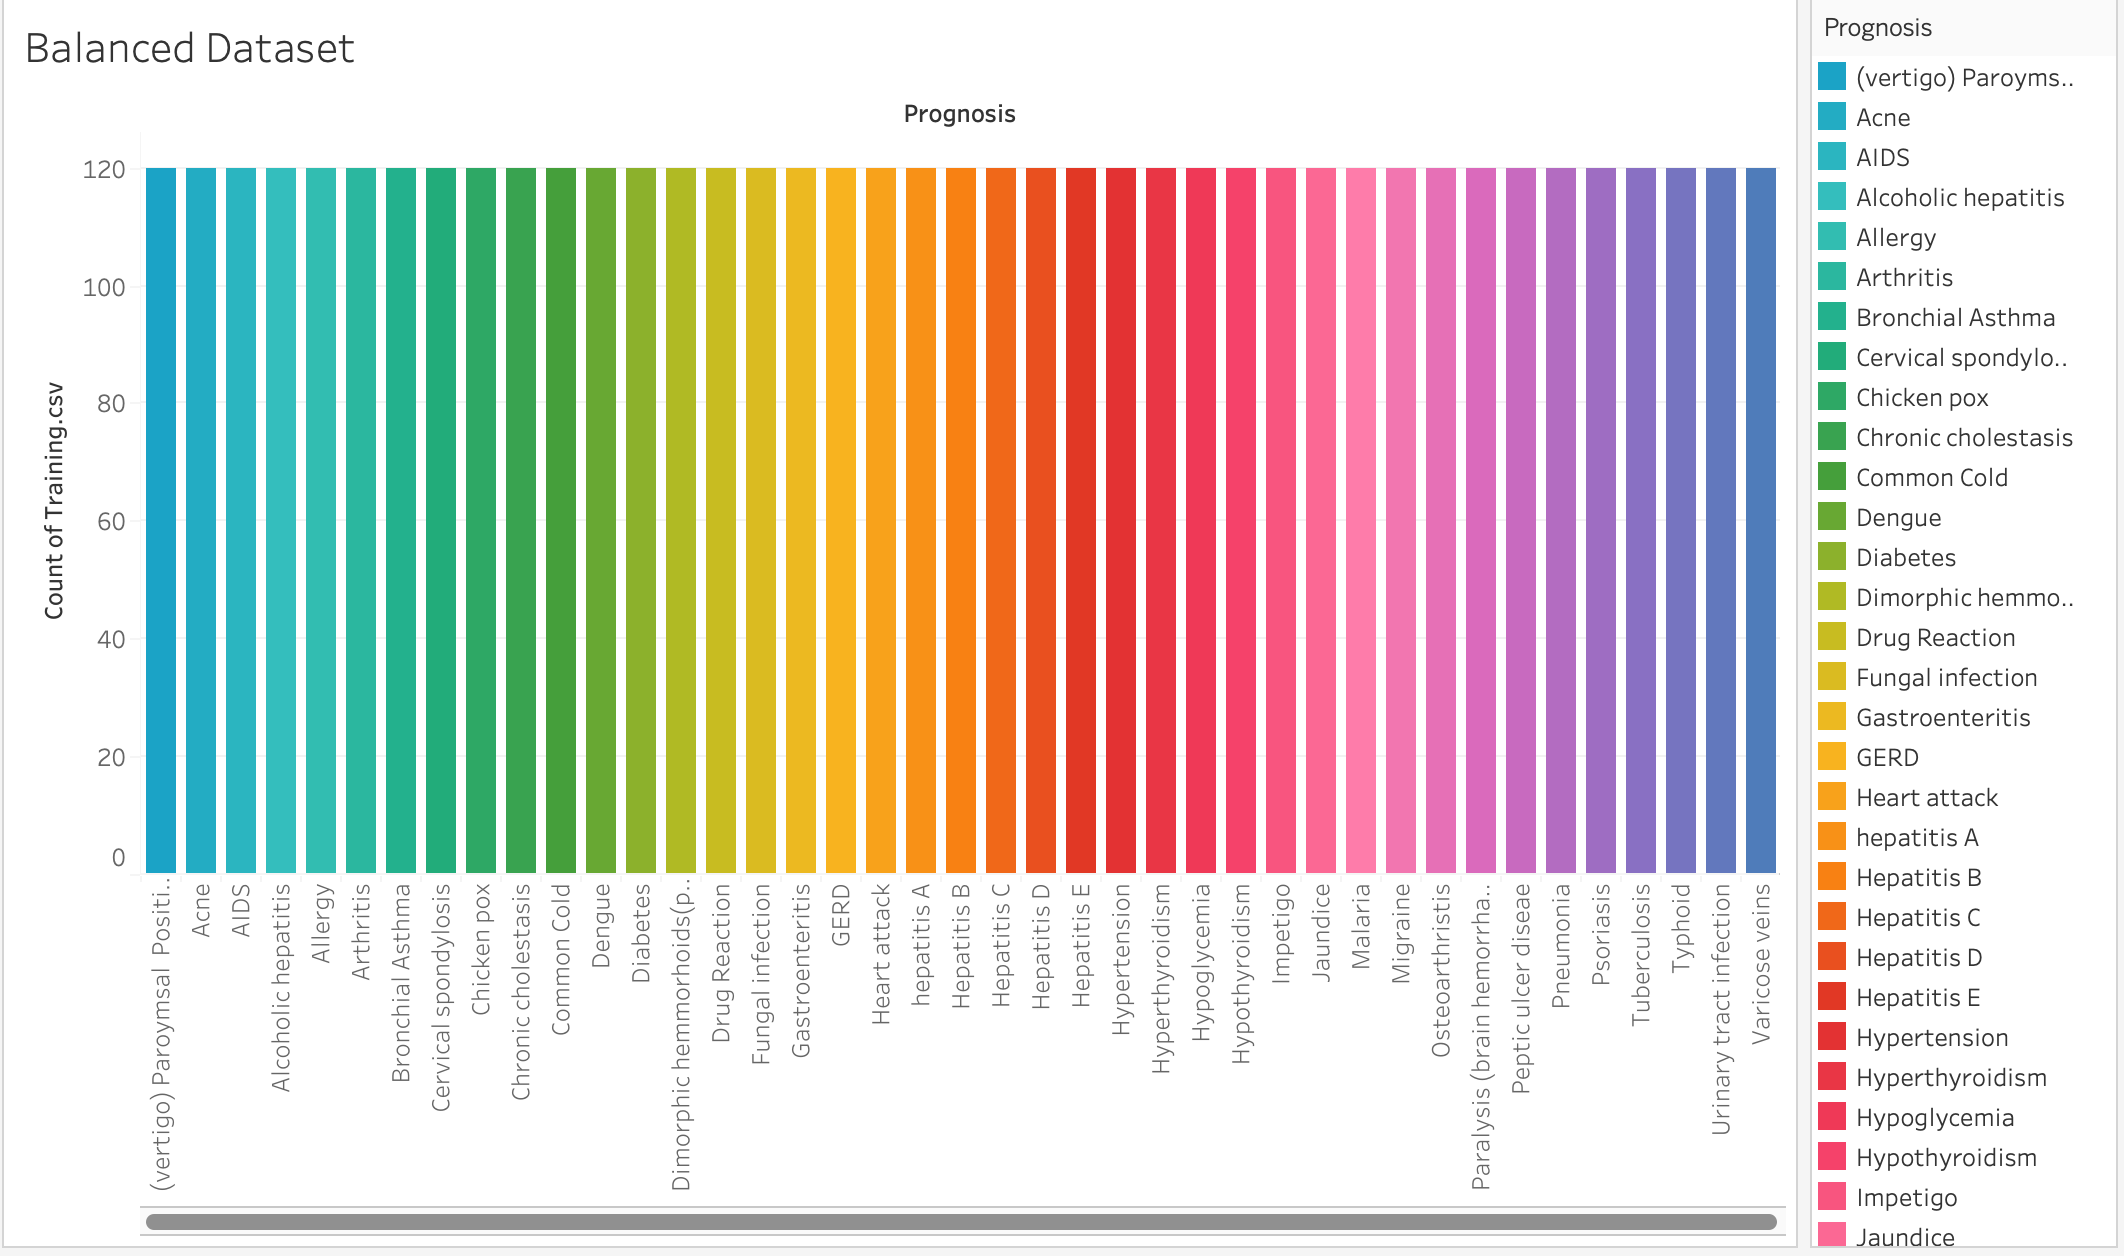 Balanced Dataset
Prognosis
120
100
80
60
40
20
0
Count of Training.csv
(vertigo) Paroymsal  Positi..
Acne
AIDS
Alcoholic hepatitis
Allergy
Arthritis
Bronchial Asthma
Cervical spondylosis
Chicken pox
Chronic cholestasis
Common Cold
Dengue
Diabetes
Dimorphic hemmorhoids(p..
Drug Reaction
Fungal infection
Gastroenteritis
GERD
Heart attack
hepatitis A
Hepatitis B
Hepatitis C
Hepatitis D
Hepatitis E
Hypertension
Hyperthyroidism
Hypoglycemia
Hypothyroidism
Impetigo
Jaundice
Malaria
Migraine
Osteoarthristis
Paralysis (brain hemorrha..
Peptic ulcer diseae
Pneumonia
Psoriasis
Tuberculosis
Typhoid
Urinary tract infection
Varicose veins
Prognosis
(vertigo) Paroyms..
Acne
AIDS
Alcoholic hepatitis
Allergy
Arthritis
Bronchial Asthma
Cervical spondylo..
Chicken pox
Chronic cholestasis
Common Cold
Dengue
Diabetes
Dimorphic hemmo..
Drug Reaction
Fungal infection
Gastroenteritis
GERD
Heart attack
hepatitis A
Hepatitis B
Hepatitis C
Hepatitis D
Hepatitis E
Hypertension
Hyperthyroidism
Hypoglycemia
Hypothyroidism
Impetigo
Jaundice